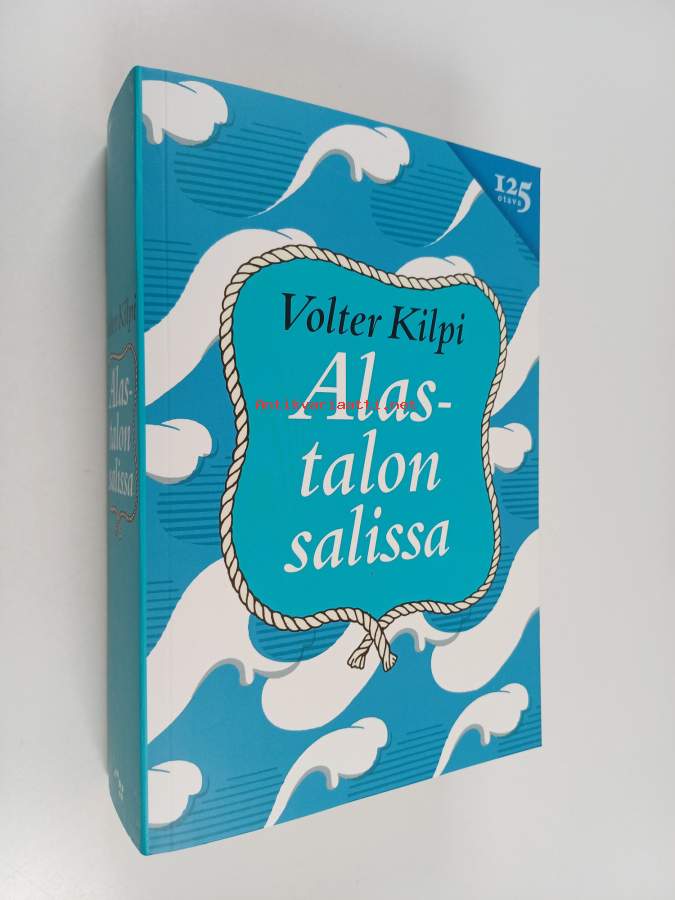 125
OTAVA
Volter Kilpi
Alas-
talon
salissa
Antikvariaatti.net
Volter Kilpi
Alas-
talon
salissa